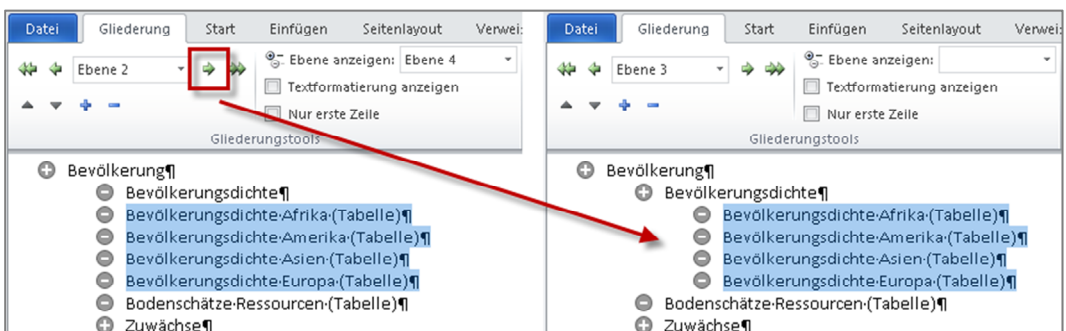 Datei Gliederung Start Einfügen Seitenlayout Verwei
Ebene 2 Ebene anzeigen: Ebene 4
Textformatierung anzeigen
Nur erste Zeile
Gliederungstools
Bevölkerung¶
Bevölkerungsdichte¶
Bevölkerungsdichte·Afrika·(Tabelle)¶
Bevölkerungsdichte·Amerika·(Tabelle)¶
Bevölkerungsdichte·Asien·(Tabelle)¶
Bevölkerungsdichte·Europa·(Tabelle)¶
Bodenschätze·Ressourcen·(Tabelle)¶
Zuwächse¶
Datei Gliederung Start Einfügen Seitenlayout Verwei
Ebene 3 Ebene anzeigen:
Textformatierung anzeigen
Nur erste Zeile
Gliederungstools
Bevölkerung¶
Bevölkerungsdichte¶
Bevölkerungsdichte·Afrika·(Tabelle)¶
Bevölkerungsdichte·Amerika·(Tabelle)¶
Bevölkerungsdichte·Asien·(Tabelle)¶
Bevölkerungsdichte·Europa·(Tabelle)¶
Bodenschätze·Ressourcen·(Tabelle)¶
Zuwächse¶